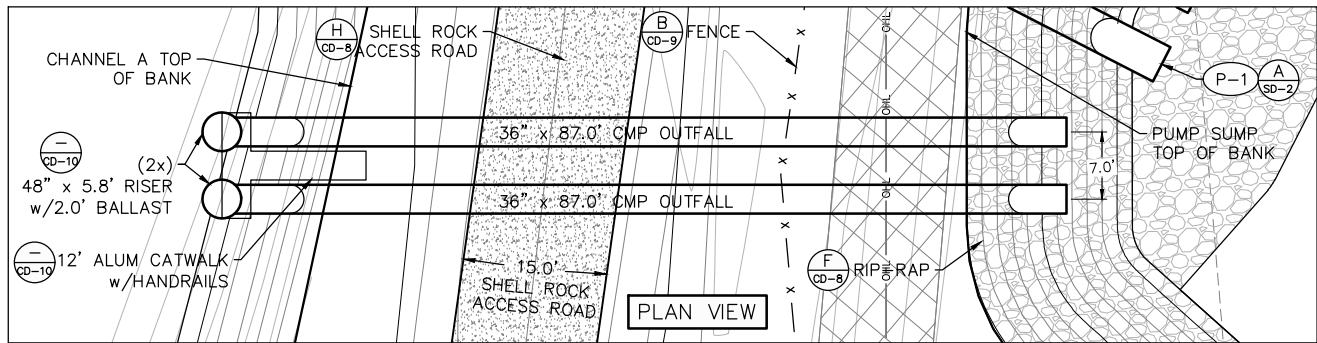 CHANNEL A TOP
OF BANK
H
CD-8
SHELL ROCK
ACCESS ROAD
B
CD-9
FENCE
x
x
x
x
x
OHL
OHL
OHL
OHL
P-1
A
SD-2
PUMP SUMP
TOP OF BANK
7.0'
36" x 87.0' CMP OUTFALL
36" x 87.0' CMP OUTFALL
–
CD-10
(2x)
48" x 5.8' RISER
w/2.0' BALLAST
–
CD-10
12' ALUM CATWALK
w/HANDRAILS
15.0'
SHELL ROCK
ACCESS ROAD
PLAN VIEW
F
CD-8
RIP-RAP